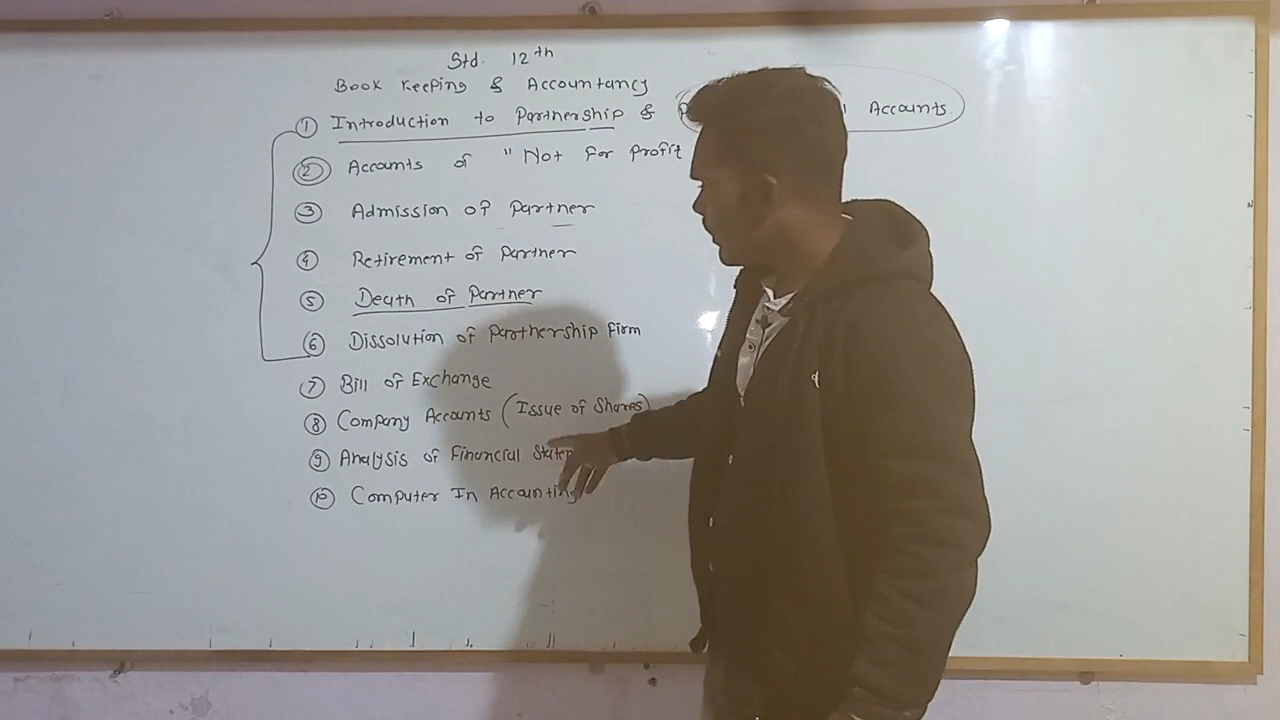 Std. 12th
Book Keeping & Accountancy
① Introduction to Partnership & Accounts
② Accounts of "Not For Profit
③ Admission of Partner
④ Retirement of Partner
⑤ Death of Partner
⑥ Dissolution of Partnership Firm
⑦ Bill of Exchange
⑧ Company Accounts (Issue of Shares)
⑨ Analysis of Financial
⑩ Computer In Accounting